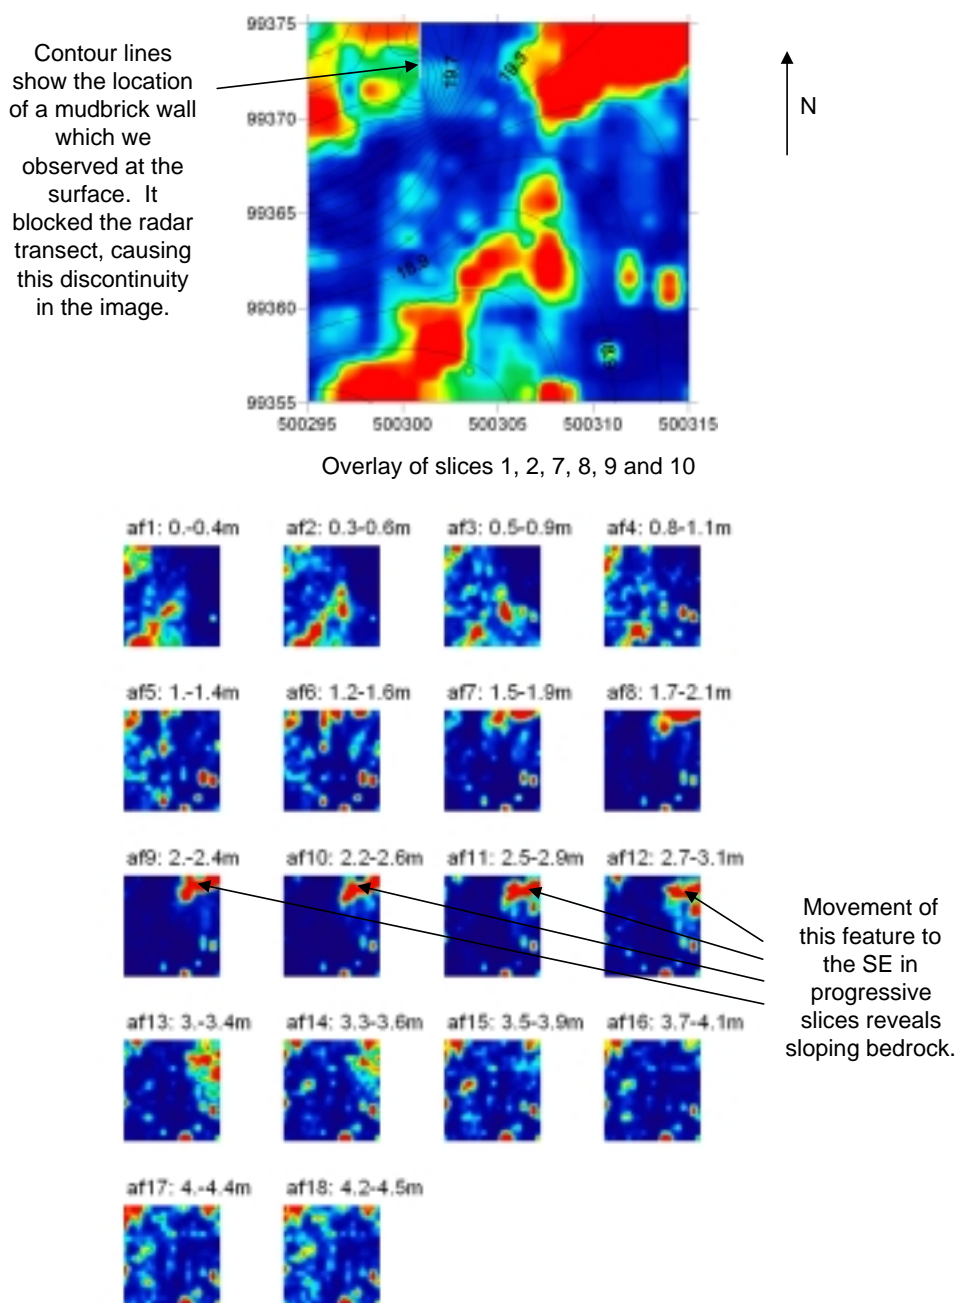 Contour lines
show the location
of a mudbrick wall
which we
observed at the
surface. It
blocked the radar
transect, causing
this discontinuity
in the image.
99375
99370
99365
99360
99355
500295 500300 500305 500310 500315
19.7
19.3
18.9
N
Overlay of slices 1, 2, 7, 8, 9 and 10
af1: 0.-0.4m af2: 0.3-0.6m af3: 0.5-0.9m af4: 0.8-1.1m
af5: 1.-1.4m af6: 1.2-1.6m af7: 1.5-1.9m af8: 1.7-2.1m
af9: 2.-2.4m af10: 2.2-2.6m af11: 2.5-2.9m af12: 2.7-3.1m
Movement of
this feature to
the SE in
progressive
slices reveals
sloping bedrock.
af13: 3.-3.4m af14: 3.3-3.6m af15: 3.5-3.9m af16: 3.7-4.1m
af17: 4.-4.4m af18: 4.2-4.5m